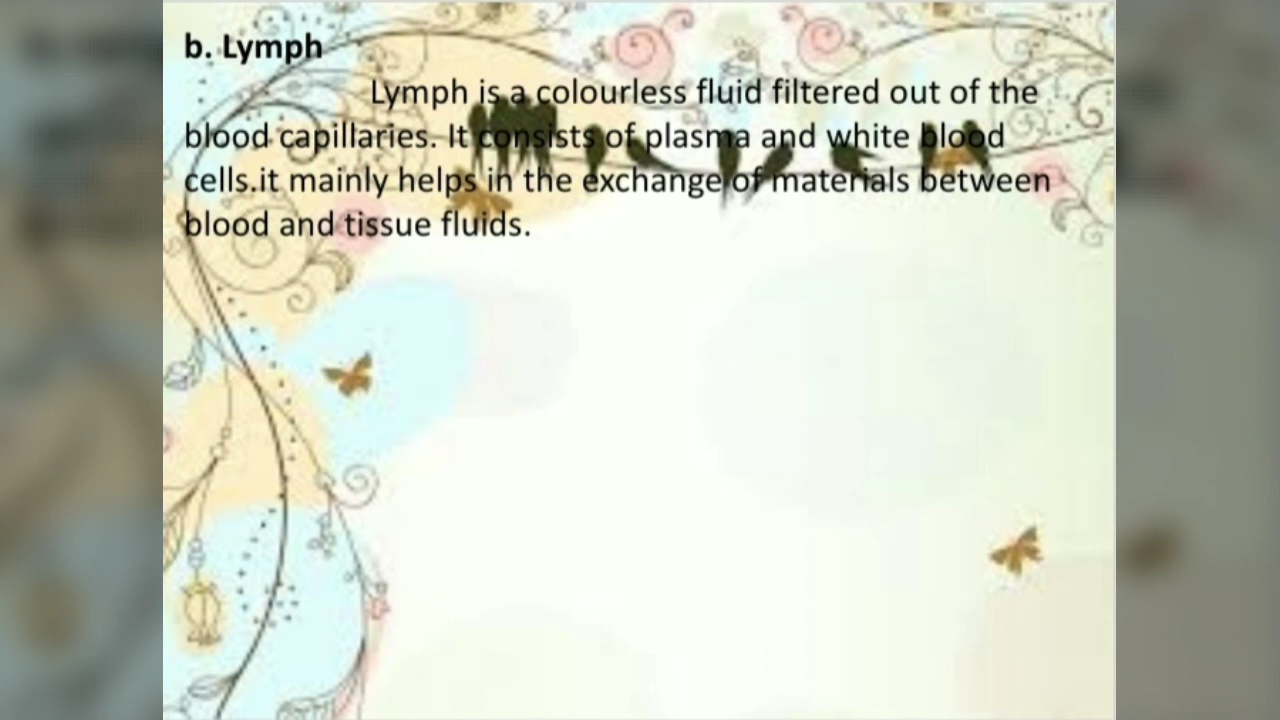 b. Lymph
Lymph is a colourless fluid filtered out of the
blood capillaries. It consists of plasma and white blood
cells.it mainly helps in the exchange of materials between
blood and tissue fluids.